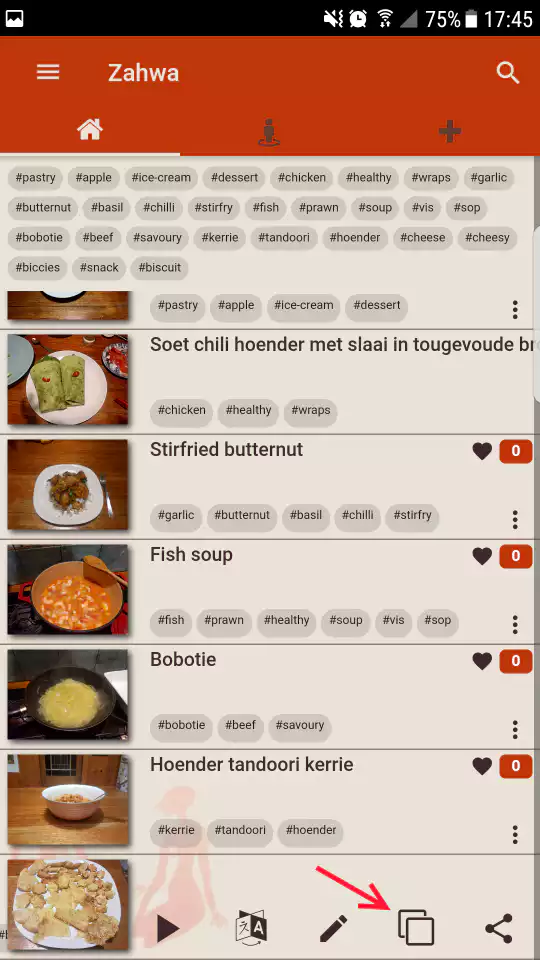 75% 17:45
Zahwa
#pastry #apple #ice-cream #dessert #chicken #healthy #wraps #garlic
#butternut #basil #chilli #stirfry #fish #prawn #soup #vis #sop
#bobotie #beef #savoury #kerrie #tandoori #hoender #cheese #cheesy
#biccies #snack #biscuit
#pastry #apple #ice-cream #dessert
Soet chili hoender met slaai in tougevoude
#chicken #healthy #wraps
Stirfried butternut 0
#garlic #butternut #basil #chilli #stirfry
Fish soup 0
#fish #prawn #healthy #soup #vis #sop
Bobotie 0
#bobotie #beef #savoury
Hoender tandoori kerrie 0
#kerrie #tandoori #hoender
A